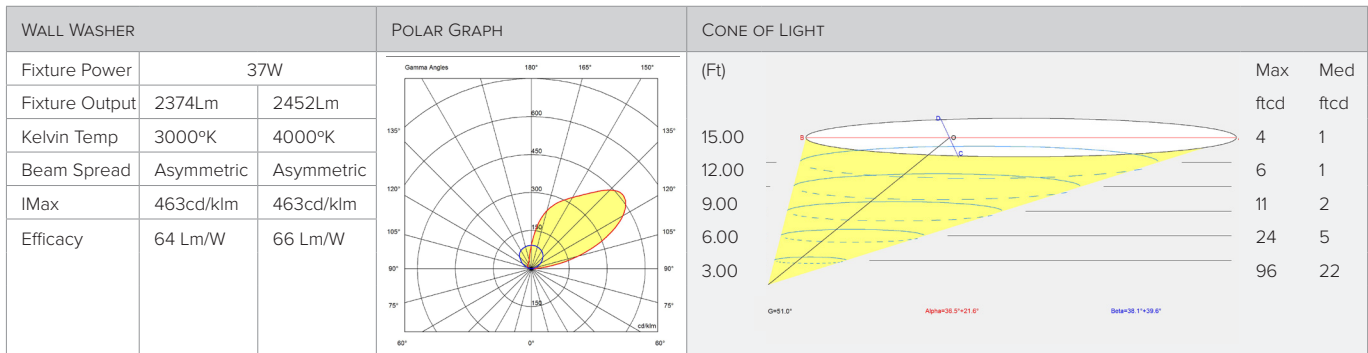 WALL WASHER
Fixture Power 37W
Fixture Output 2374Lm 2452Lm
Kelvin Temp 3000ºK 4000ºK
Beam Spread Asymmetric Asymmetric
IMax 463cd/klm 463cd/klm
Efficacy 64 Lm/W 66 Lm/W
POLAR GRAPH
Gamma Angles 180° 165° 150°
600
135° 135°
450
120° 300 120°
105° 150 105°
90° 90°
75° 150 75°
cd/klm
60° 0° 60°
CONE OF LIGHT
(Ft) Max Med
ftcd ftcd
D
15.00 B O 4 1
C
12.00 6 1
9.00 11 2
6.00 24 5
3.00 96 22
G=51.0° Alpha=36.5°+21.6° Beta=38.1°+39.6°